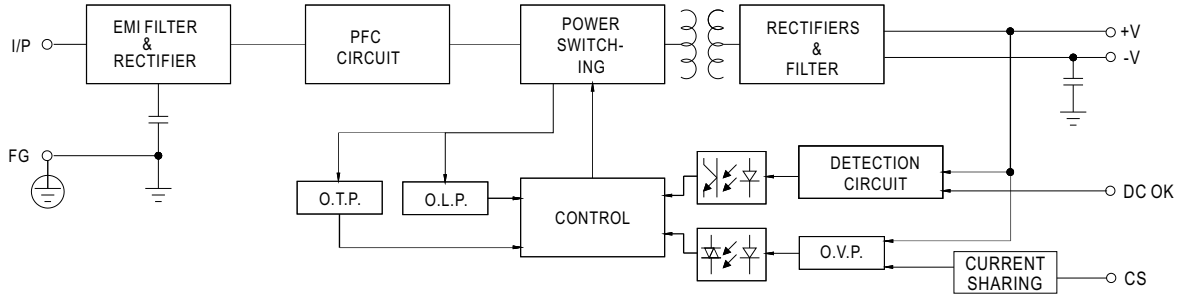 I/P
EMI FILTER
&
RECTIFIER
PFC
CIRCUIT
POWER
SWITCH-
ING
RECTIFIERS
&
FILTER
+V
-V
FG
O.T.P.
O.L.P.
CONTROL
DETECTION
CIRCUIT
DC OK
O.V.P.
CURRENT
SHARING
CS